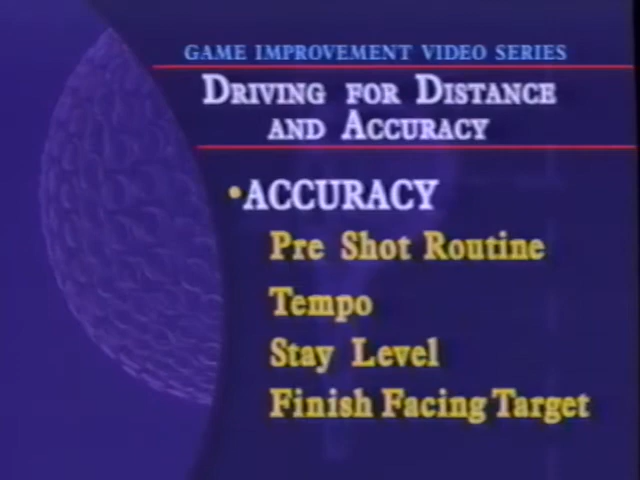 GAME IMPROVEMENT VIDEO SERIES
DRIVING FOR DISTANCE
AND ACCURACY
•ACCURACY
Pre Shot Routine
Tempo
Stay Level
Finish Facing Target